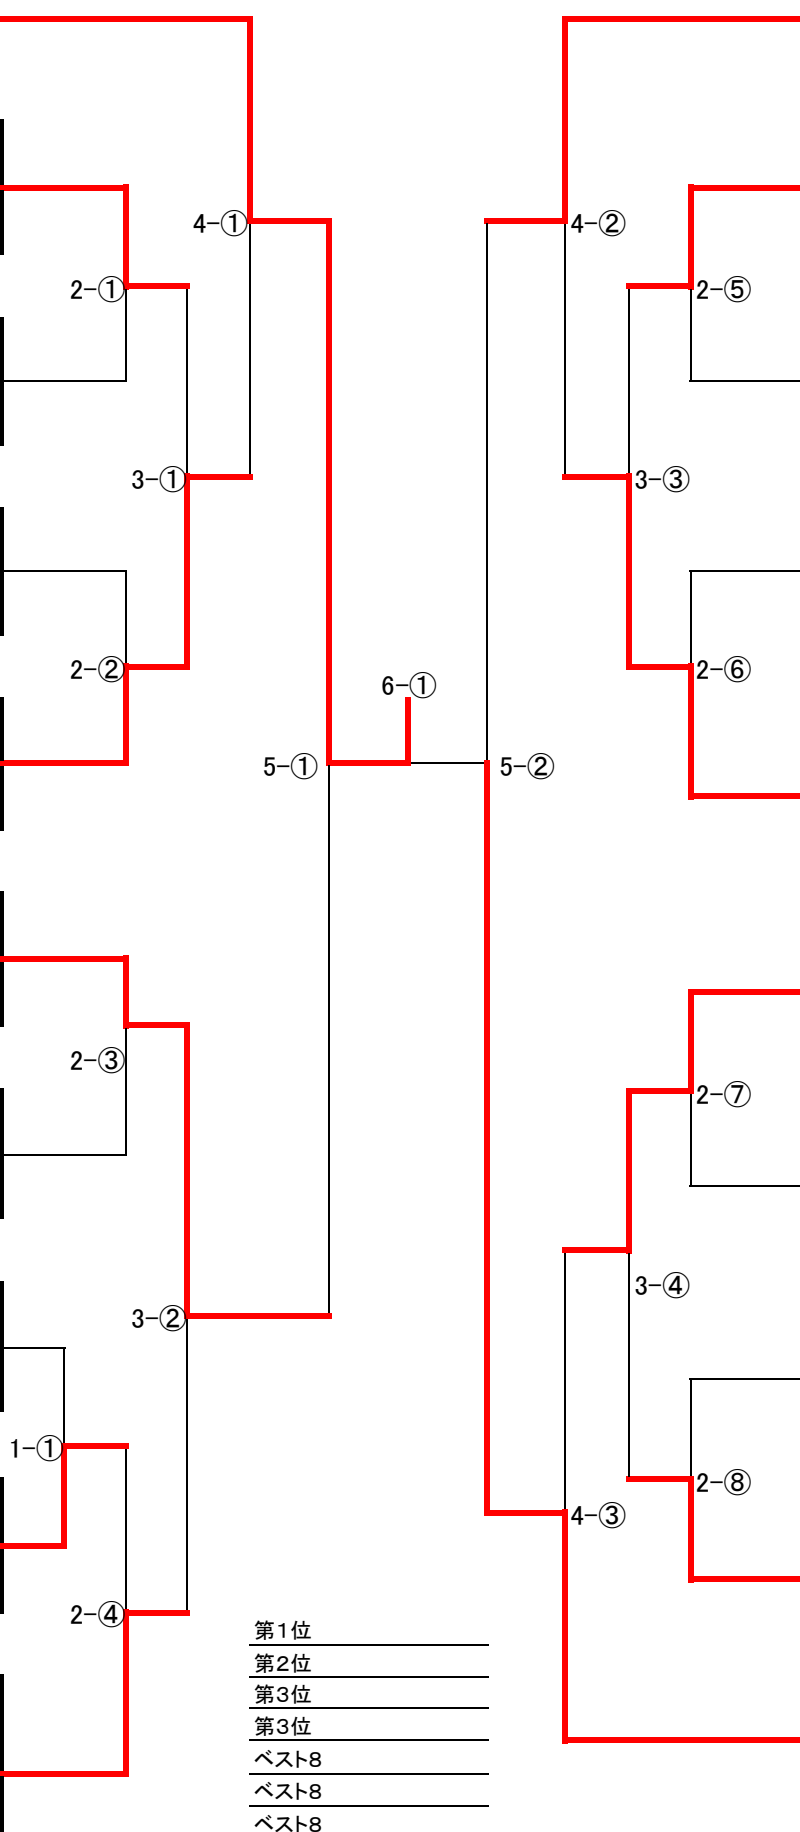 4-① 4-②
2-① 2-⑤
3-① 3-③
2-② 2-⑥
6-①
5-① 5-②
2-③
2-⑦
3-④
3-②
1-①
2-⑧
4-③
2-④
第1位
第2位
第3位
第3位
ベスト8
ベスト8
ベスト8